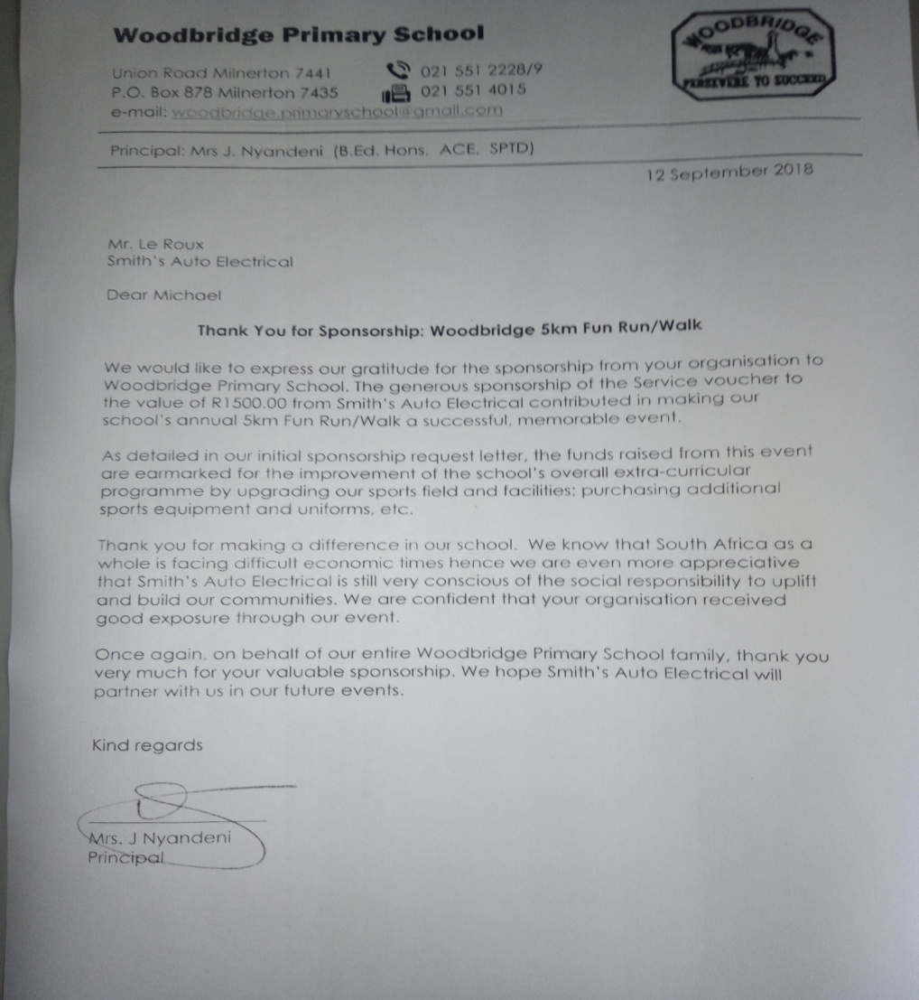 Woodbridge Primary School
WOODBRIDGE
PERSEVERE TO SUCCEED
Union Road Milnerton 7441
021 551 2228/9
P.O. Box 878 Milnerton 7435
021 551 4015
e-mail: woodbridge.primaryschool@gmail.com
Principal: Mrs J. Nyandeni (B.Ed. Hons, ACE, SPTD)
12 September 2018
Mr. Le Roux
Smith's Auto Electrical
Dear Michael
Thank You for Sponsorship: Woodbridge 5km Fun Run/Walk
We would like to express our gratitude for the sponsorship from your organisation to
Woodbridge Primary School. The generous sponsorship of the Service voucher to
the value of R1500.00 from Smith's Auto Electrical contributed in making our
school's annual 5km Fun Run/Walk a successful, memorable event.
As detailed in our initial sponsorship request letter, the funds raised from this event
are earmarked for the improvement of the school's overall extra-curricular
programme by upgrading our sports field and facilities; purchasing additional
sports equipment and uniforms, etc.
Thank you for making a difference in our school. We know that South Africa as a
whole is facing difficult economic times hence we are even more appreciative
that Smith's Auto Electrical is still very conscious of the social responsibility to uplift
and build our communities. We are confident that your organisation received
good exposure through our event.
Once again, on behalf of our entire Woodbridge Primary School family, thank you
very much for your valuable sponsorship. We hope Smith's Auto Electrical will
partner with us in our future events.
Kind regards
Mrs. J Nyandeni
Principal